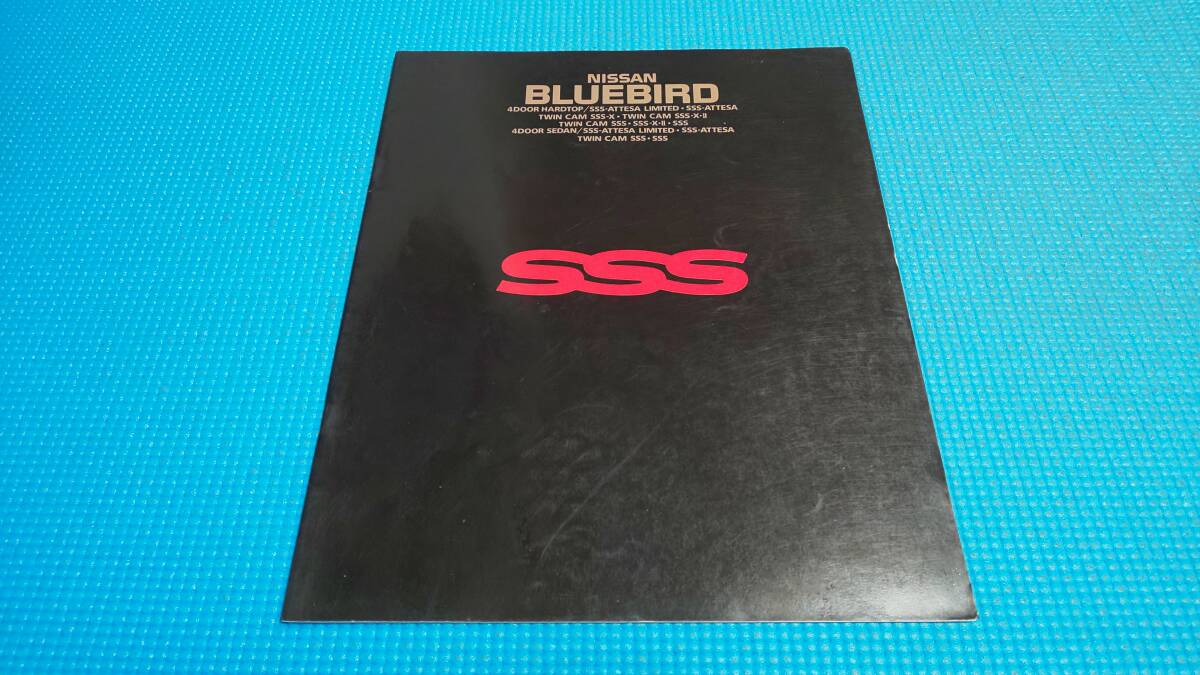 NISSAN
BLUEBIRD
4DOOR HARDTOP/SSS-ATTESA LIMITED・SSS-ATTESA
TWIN CAM SSS-X・TWIN CAM SSS-X・II
TWIN CAM SSS・SSS-X・II・SSS
4DOOR SEDAN/SSS-ATTESA LIMITED・SSS-ATTESA
TWIN CAM SSS・SSS
SSS